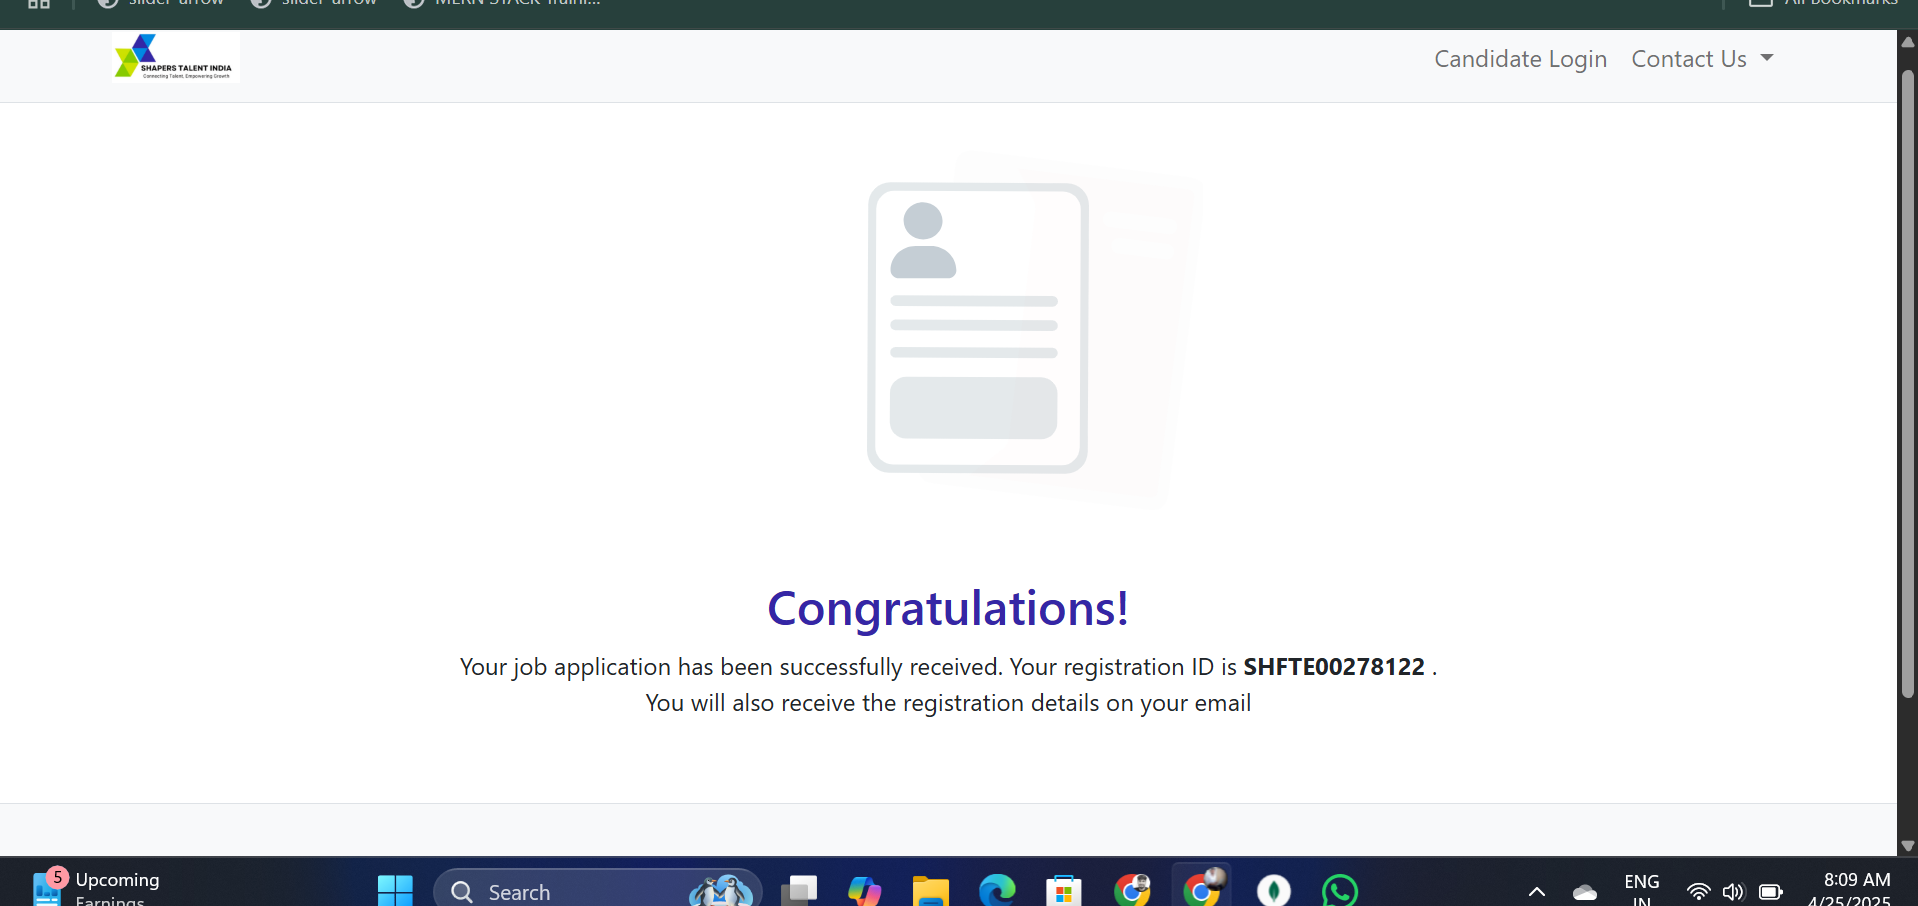 slider-arrow slider-arrow MERN STACK Traini... All Bookmarks
SHAPERS TALENT INDIA
Connecting Talent, Empowering Growth
Candidate Login Contact Us
Congratulations!
Your job application has been successfully received. Your registration ID is SHFTE00278122 .
You will also receive the registration details on your email
5 Upcoming
Earnings
Search
ENG
IN
8:09 AM
4/25/2025